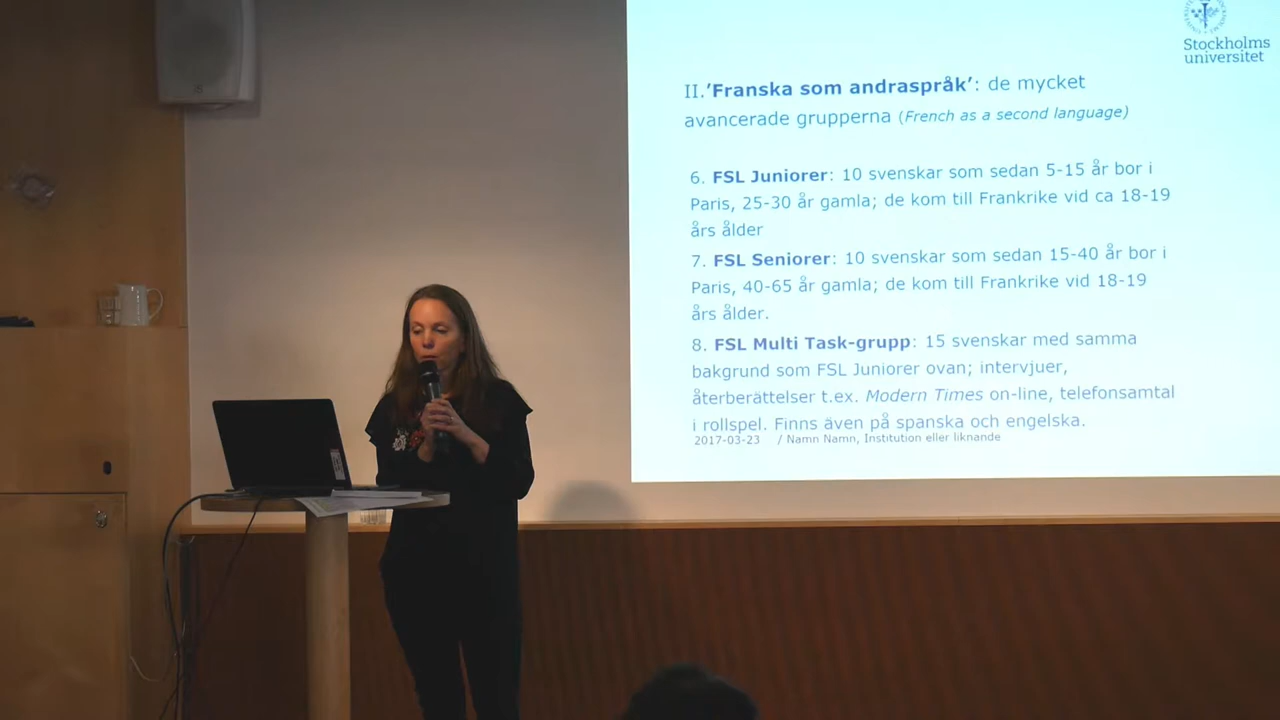 Stockholms
universitet
II.'Franska som andraspråk': de mycket
avancerade grupperna (French as a second language)
6. FSL Juniorer: 10 svenskar som sedan 5-15 år bor i
Paris, 25-30 år gamla; de kom till Frankrike vid ca 18-19
års ålder
7. FSL Seniorer: 10 svenskar som sedan 15-40 år bor i
Paris, 40-65 år gamla; de kom till Frankrike vid 18-19
års ålder.
8. FSL Multi Task-grupp: 15 svenskar med samma
bakgrund som FSL Juniorer ovan; intervjuer,
återberättelser t.ex. Modern Times on-line, telefonsamtal
i rollspel. Finns även på spanska och engelska.
2017-03-23 / Namn Namn, Institution eller liknande